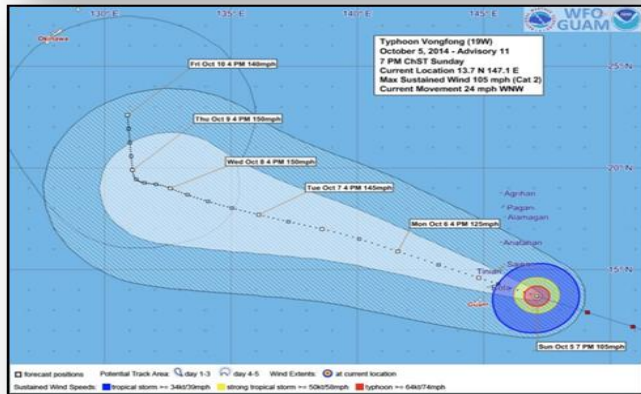 130°E
135°E
140°E
145°E
WFO-
GUAM
Okinawa
Typhoon Vongfong (19W)
October 5, 2014 - Advisory 11
7 PM ChST Sunday
Current Location 13.7 N 147.1 E
Max Sustained Wind 105 mph (Cat 2)
Current Movement 24 mph WNW
Fri Oct 10 4 PM 140mph
25°N
Thu Oct 9 4 PM 150mph
Wed Oct 8 4 PM 150mph
20°N
Tue Oct 7 4 PM 145mph
Agrihan
Pagan
Alamagan
Mon Oct 6 4 PM 125mph
Anatahan
15°N
Tinian
Rota
Sun Oct 5 7 PM 105mph
forecast positions Potential Track Area: day 1-3 day 4-5 Wind Extents: at current location
Sustained Wind Speeds: tropical storm >= 34kt/39mph strong tropical storm >= 50kt/58mph typhoon >= 64kt/74mph